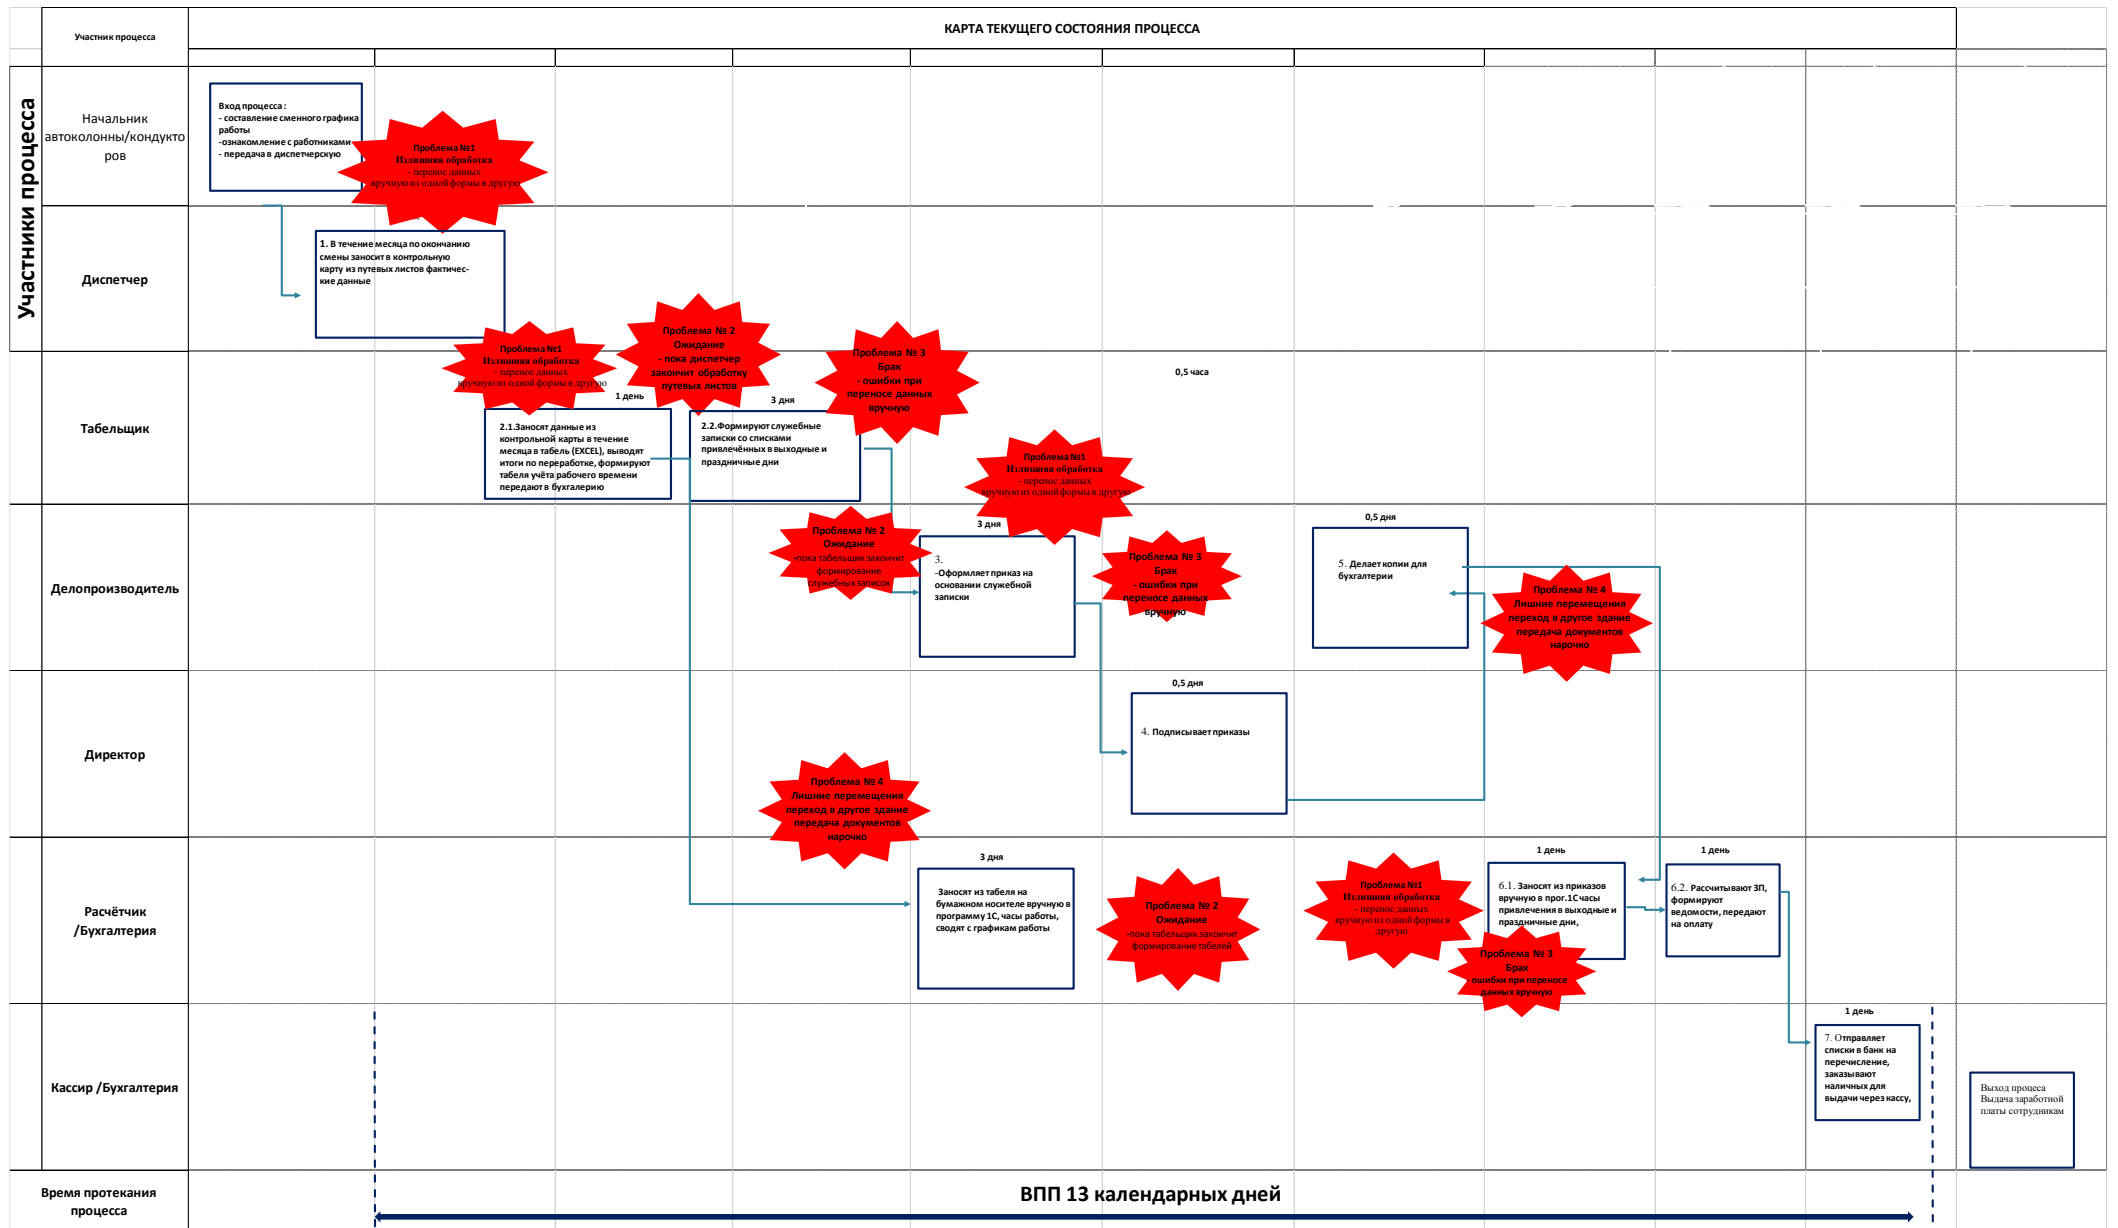 КАРТА ТЕКУЩЕГО СОСТОЯНИЯ ПРОЦЕССА
Участник процесса
Участники процесса
Начальник
автоколонны/кондукто
ров
Вход процесса :
- составление сменного графика
работы
-ознакомление с работниками
- передача в диспетчерскую
Проблема №1
Излишняя обработка
- перенос данных
вручную из одной формы в другую
Диспетчер
1. В течение месяца по окончанию
смены заносит в контрольную
карту из путевых листов фактичес-
кие данные
Табельщик
Проблема №1
Излишняя обработка
- перенос данных
вручную из одной формы в другую
Проблема № 2
Ожидание
- пока диспетчер
закончит обработку
путевых листов
Проблема № 3
Брак
- ошибки при
переносе данных
вручную
0,5 часа
1 день
2.1.Заносят данные из
контрольной карты в течение
месяца в табель (EXCEL), выводят
итоги по переработке, формируют
табеля учёта рабочего времени
передают в бухгалерию
3 дня
2.2.Формируют служебные
записки со списками
привлечённых в выходные и
праздничные дни
Проблема №1
Излишняя обработка
- перенос данных
вручную из одной формы в другую
Делопроизводитель
Проблема № 2
Ожидание
-пока табельщик закончит
формирование
служебных записок
3 дня
3.
-Оформляет приказ на
основании служебной
записки
Проблема № 3
Брак
- ошибки при
переносе данных
вручную
0,5 дня
5. Делает копии для
бухгалтерии
Проблема № 4
Лишние перемещения
переход в другое здание
передача документов
нарочко
Директор
0,5 дня
4. Подписывает приказы
Проблема № 4
Лишние перемещения
переход в другое здание
передача документов
нарочко
Расчётчик
/Бухгалтерия
3 дня
Заносят из табеля на
бумажном носителе вручную в
программу 1С, часы работы,
сводят с графикам работы
Проблема № 2
Ожидание
-пока табельщик закончит
формирование табелей
Проблема №1
Излишняя обработка
- перенос данных
вручную из одной формы в
другую
1 день
6.1. Заносят из приказов
вручную в прог.1С часы
привлечения в выходные и
праздничные дни,
Проблема № 3
Брак
- ошибки при переносе
данных вручную
1 день
6.2. Рассчитывают ЗП,
формируют
ведомости, передают
на оплату
Кассир /Бухгалтерия
1 день
7. Отправляет
списки в банк на
перечисление,
заказывают
наличных для
выдачи через кассу,
Выход процеса
Выдача заработной
платы сотрудникам
Время протекания
процесса
ВПП 13 календарных дней